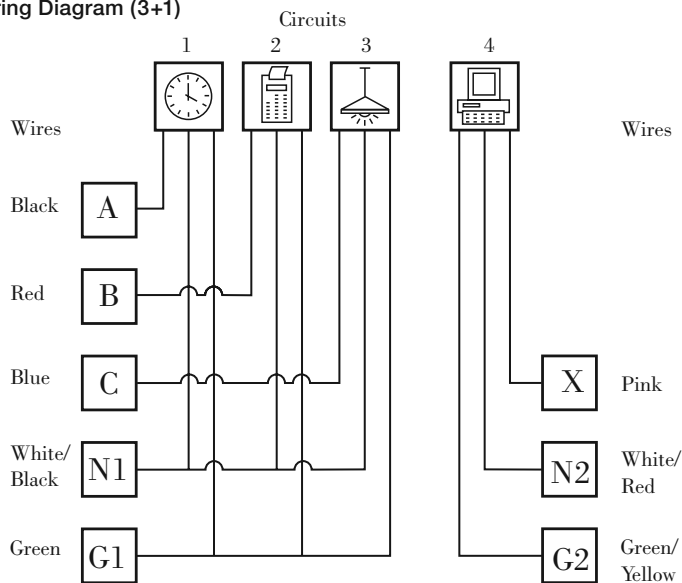 ring Diagram (3+1)
Circuits
1 2 3 4
Wires Wires
Black A
Red B
Blue C
X Pink
White/
Black N1
N2 White/
Red
Green G1
G2 Green/
Yellow